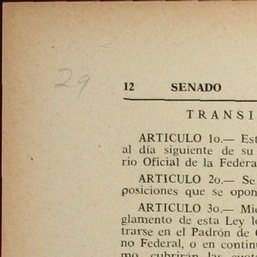 29
12 SENADO
TRANSI
ARTICULO 1o.— Est
al día siguiente de su
rio Oficial de la Federa
ARTICULO 2o.— Se
posiciones que se opon
ARTICULO 3o.— Mie
glamento de esta Ley l
trarse en el Padrón de
no Federal, o en contin
mo, cubrirán las cuot